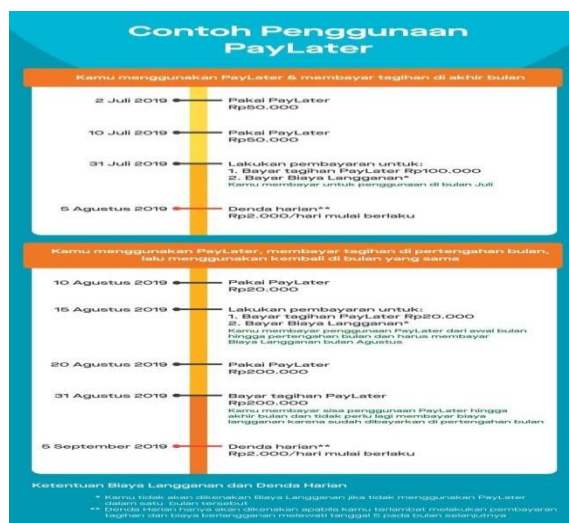 Contoh Penggunaan
PayLater
Kamu menggunakan PayLater & membayar tagihan di akhir bulan
2 Juli 2019
Pakai PayLater
Rp50.000
10 Juli 2019
Pakai PayLater
Rp50.000
31 Juli 2019
Lakukan pembayaran untuk:
1. Bayar tagihan PayLater Rp100.000
2. Bayar Biaya Langganan*
Kamu membayar untuk penggunaan di bulan Juli
5 Agustus 2019
Denda harian**
Rp2.000/hari mulai berlaku
Kamu menggunakan PayLater, membayar tagihan di pertengahan bulan,
lalu menggunakan kembali di bulan yang sama
10 Agustus 2019
Pakai PayLater
Rp20.000
15 Agustus 2019
Lakukan pembayaran untuk:
1. Bayar tagihan PayLater Rp20.000
2. Bayar Biaya Langganan*
Kamu membayar penggunaan PayLater dari awal bulan
hingga pertengahan bulan dan harus membayar
Biaya Langganan bulan Agustus
20 Agustus 2019
Pakai PayLater
Rp200.000
31 Agustus 2019
Bayar tagihan PayLater
Rp200.000
Kamu membayar sisa penggunaan PayLater hingga
akhir bulan dan tidak perlu lagi membayar biaya
langganan karena sudah dibayarkan di pertengahan bulan
5 September 2019
Denda harian**
Rp2.000/hari mulai berlaku
Ketentuan Biaya Langganan dan Denda Harian
* Kamu tidak akan dikenakan Biaya Langganan jika tidak menggunakan PayLater
dalam satu bulan tersebut
** Denda Harian hanya akan dikenakan apabila kamu terlambat melakukan pembayaran
tagihan dan biaya berlangganan melewati tanggal 5 pada bulan selanjutnya